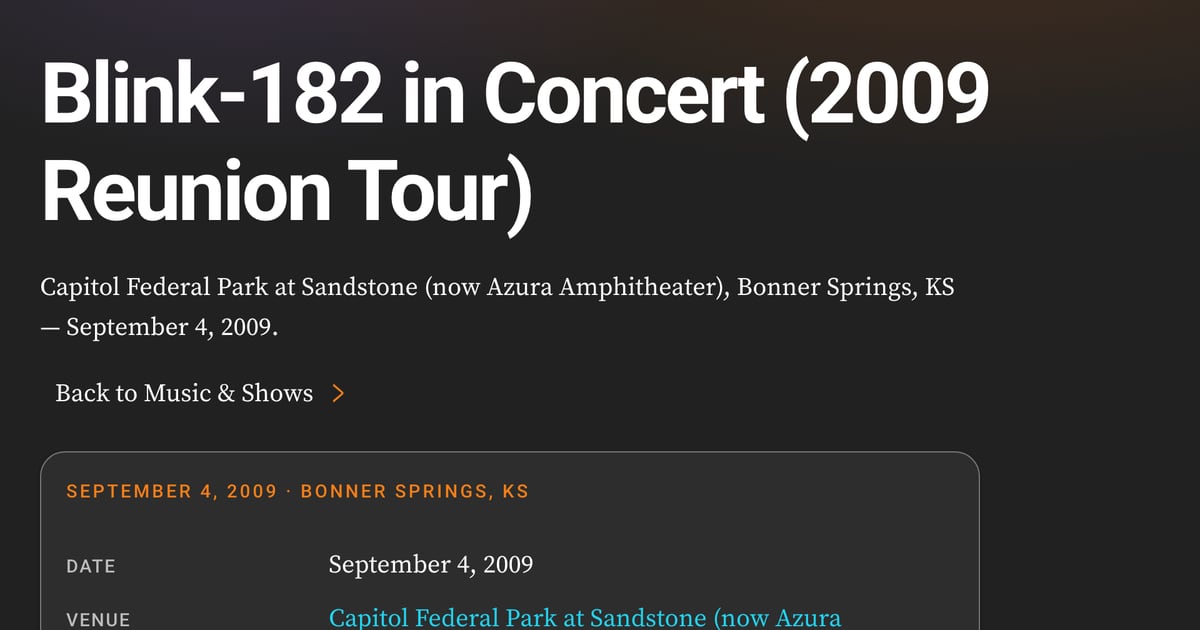 Blink-182 in Concert (2009
Reunion Tour)
Capitol Federal Park at Sandstone (now Azura Amphitheater), Bonner Springs, KS
— September 4, 2009.
Back to Music & Shows
SEPTEMBER 4, 2009 · BONNER SPRINGS, KS
DATE September 4, 2009
VENUE Capitol Federal Park at Sandstone (now Azura